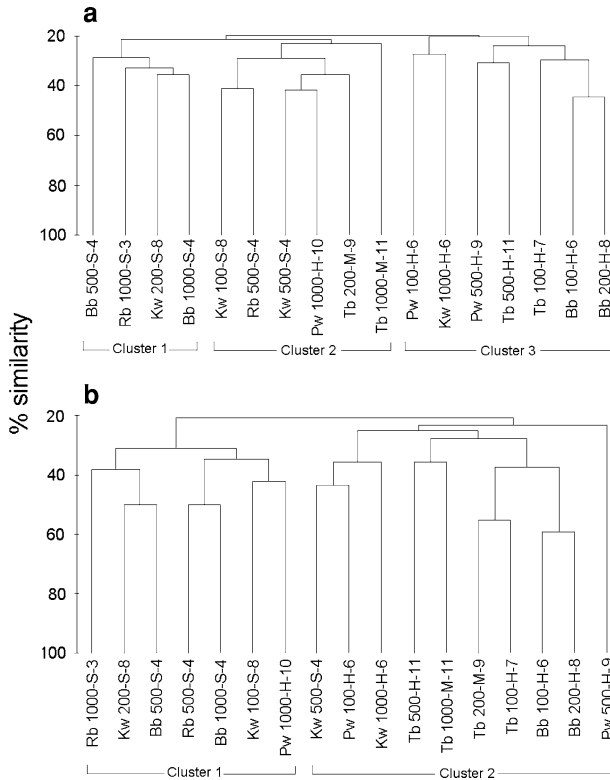 a
20
40
60
80
100
Bb 500-S-4
Rb 1000-S-3
Kw 200-S-8
Bb 1000-S-4
Kw 100-S-8
Rb 500-S-4
Kw 500-S-4
Pw 1000-H-10
Tb 200-M-9
Tb 1000-M-11
Pw 100-H-6
Kw 1000-H-6
Pw 500-H-9
Tb 500-H-11
Tb 100-H-7
Bb 100-H-6
Bb 200-H-8
Cluster 1
Cluster 2
Cluster 3
% similarity
b
20
40
60
80
100
Rb 1000-S-3
Kw 200-S-8
Bb 500-S-4
Rb 500-S-4
Bb 1000-S-4
Kw 100-S-8
Pw 1000-H-10
Kw 500-S-4
Pw 100-H-6
Kw 1000-H-6
Tb 500-H-11
Tb 1000-M-11
Tb 200-M-9
Tb 100-H-7
Bb 100-H-6
Bb 200-H-8
Pw 500-H-9
Cluster 1
Cluster 2